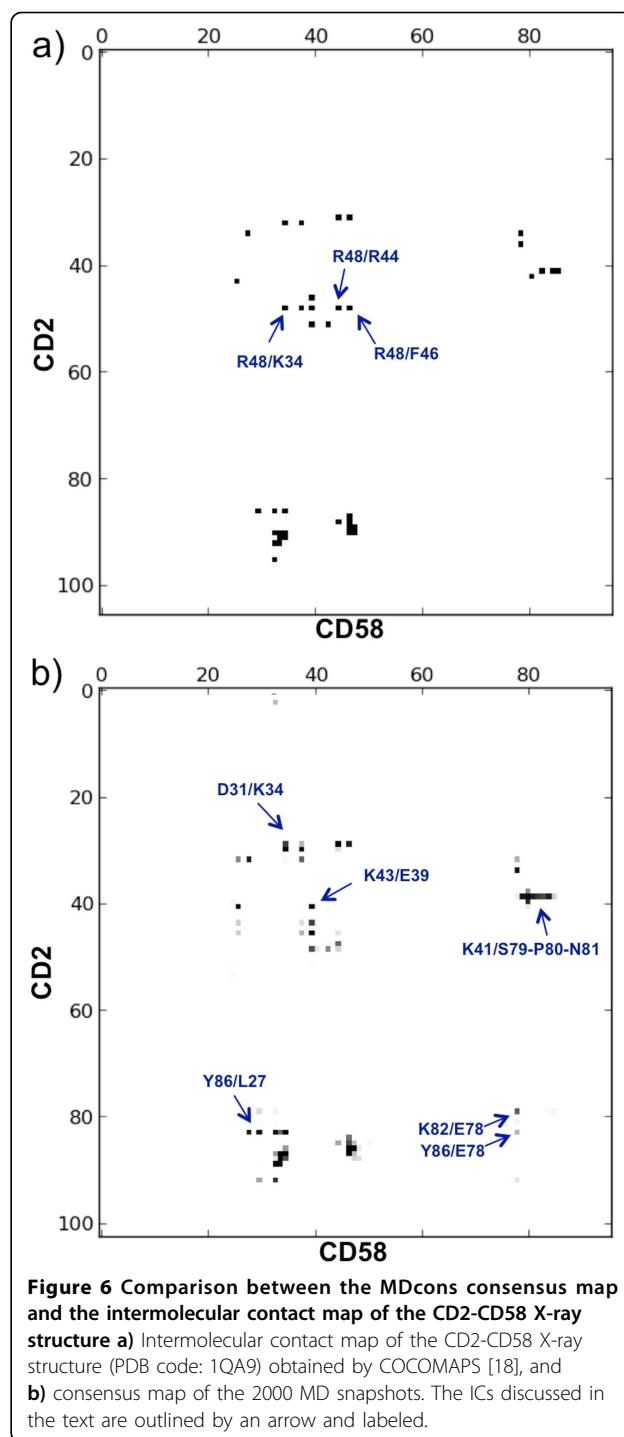 a)
0 20 40 60 80
0
20
R48/R44
40
CD2
R48/K34
R48/F46
60
80
100
CD58
b)
0 20 40 60 80
0
D31/K34
20
K43/E39
40
CD2
K41/S79-P80-N81
60
Y86/L27
80
K82/E78
Y86/E78
100
CD58
Figure 6 Comparison between the MDcons consensus map
and the intermolecular contact map of the CD2-CD58 X-ray
structure a) Intermolecular contact map of the CD2-CD58 X-ray
structure (PDB code: 1QA9) obtained by COCOMAPS [18], and
b) consensus map of the 2000 MD snapshots. The ICs discussed in
the text are outlined by an arrow and labeled.